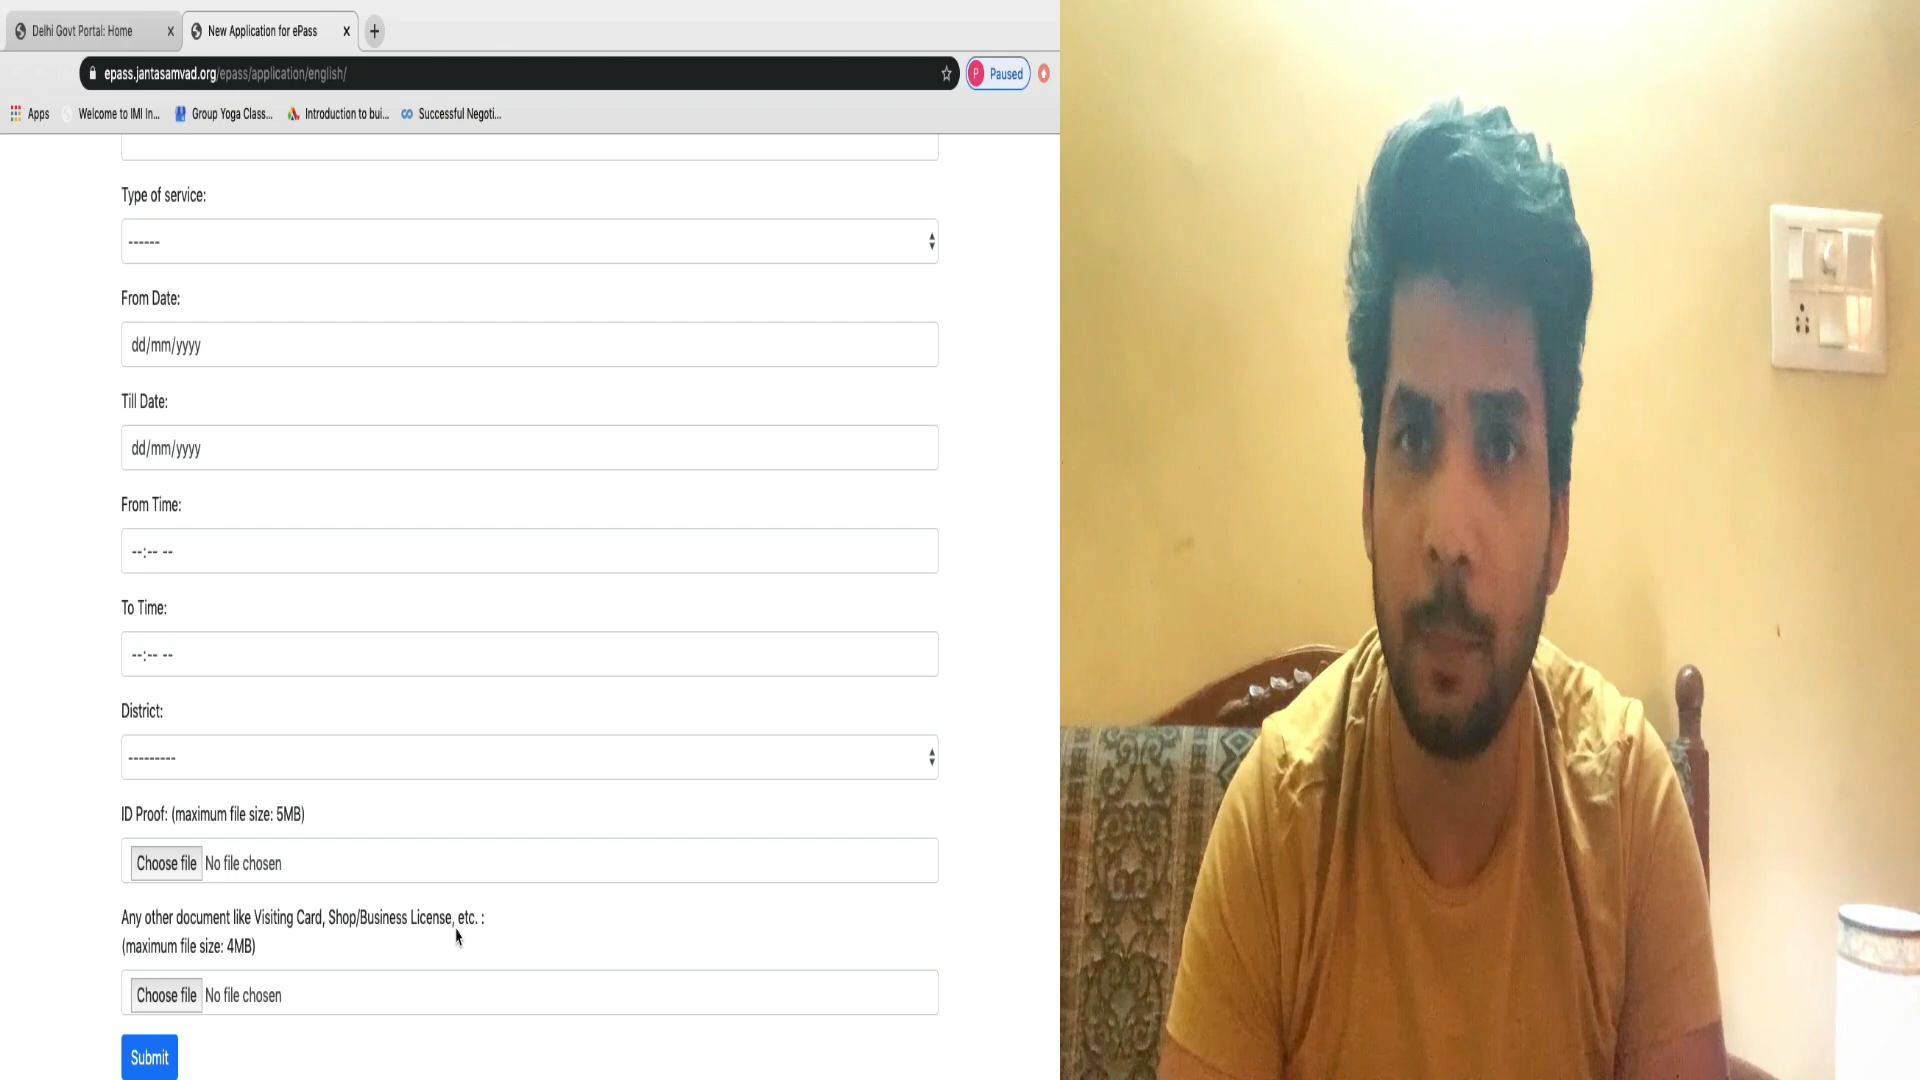 Delhi Govt Portal: Home
New Application for ePass
epass.jantasamvad.org/epass/application/english/
P Paused
Apps
Welcome to IMI In...
Group Yoga Class...
Introduction to bui...
Successful Negoti...
Type of service:
------
From Date:
dd/mm/yyyy
Till Date:
dd/mm/yyyy
From Time:
--:-- --
To Time:
--:-- --
District:
---------
ID Proof: (maximum file size: 5MB)
Choose file No file chosen
Any other document like Visiting Card, Shop/Business License, etc. :
(maximum file size: 4MB)
Choose file No file chosen
Submit